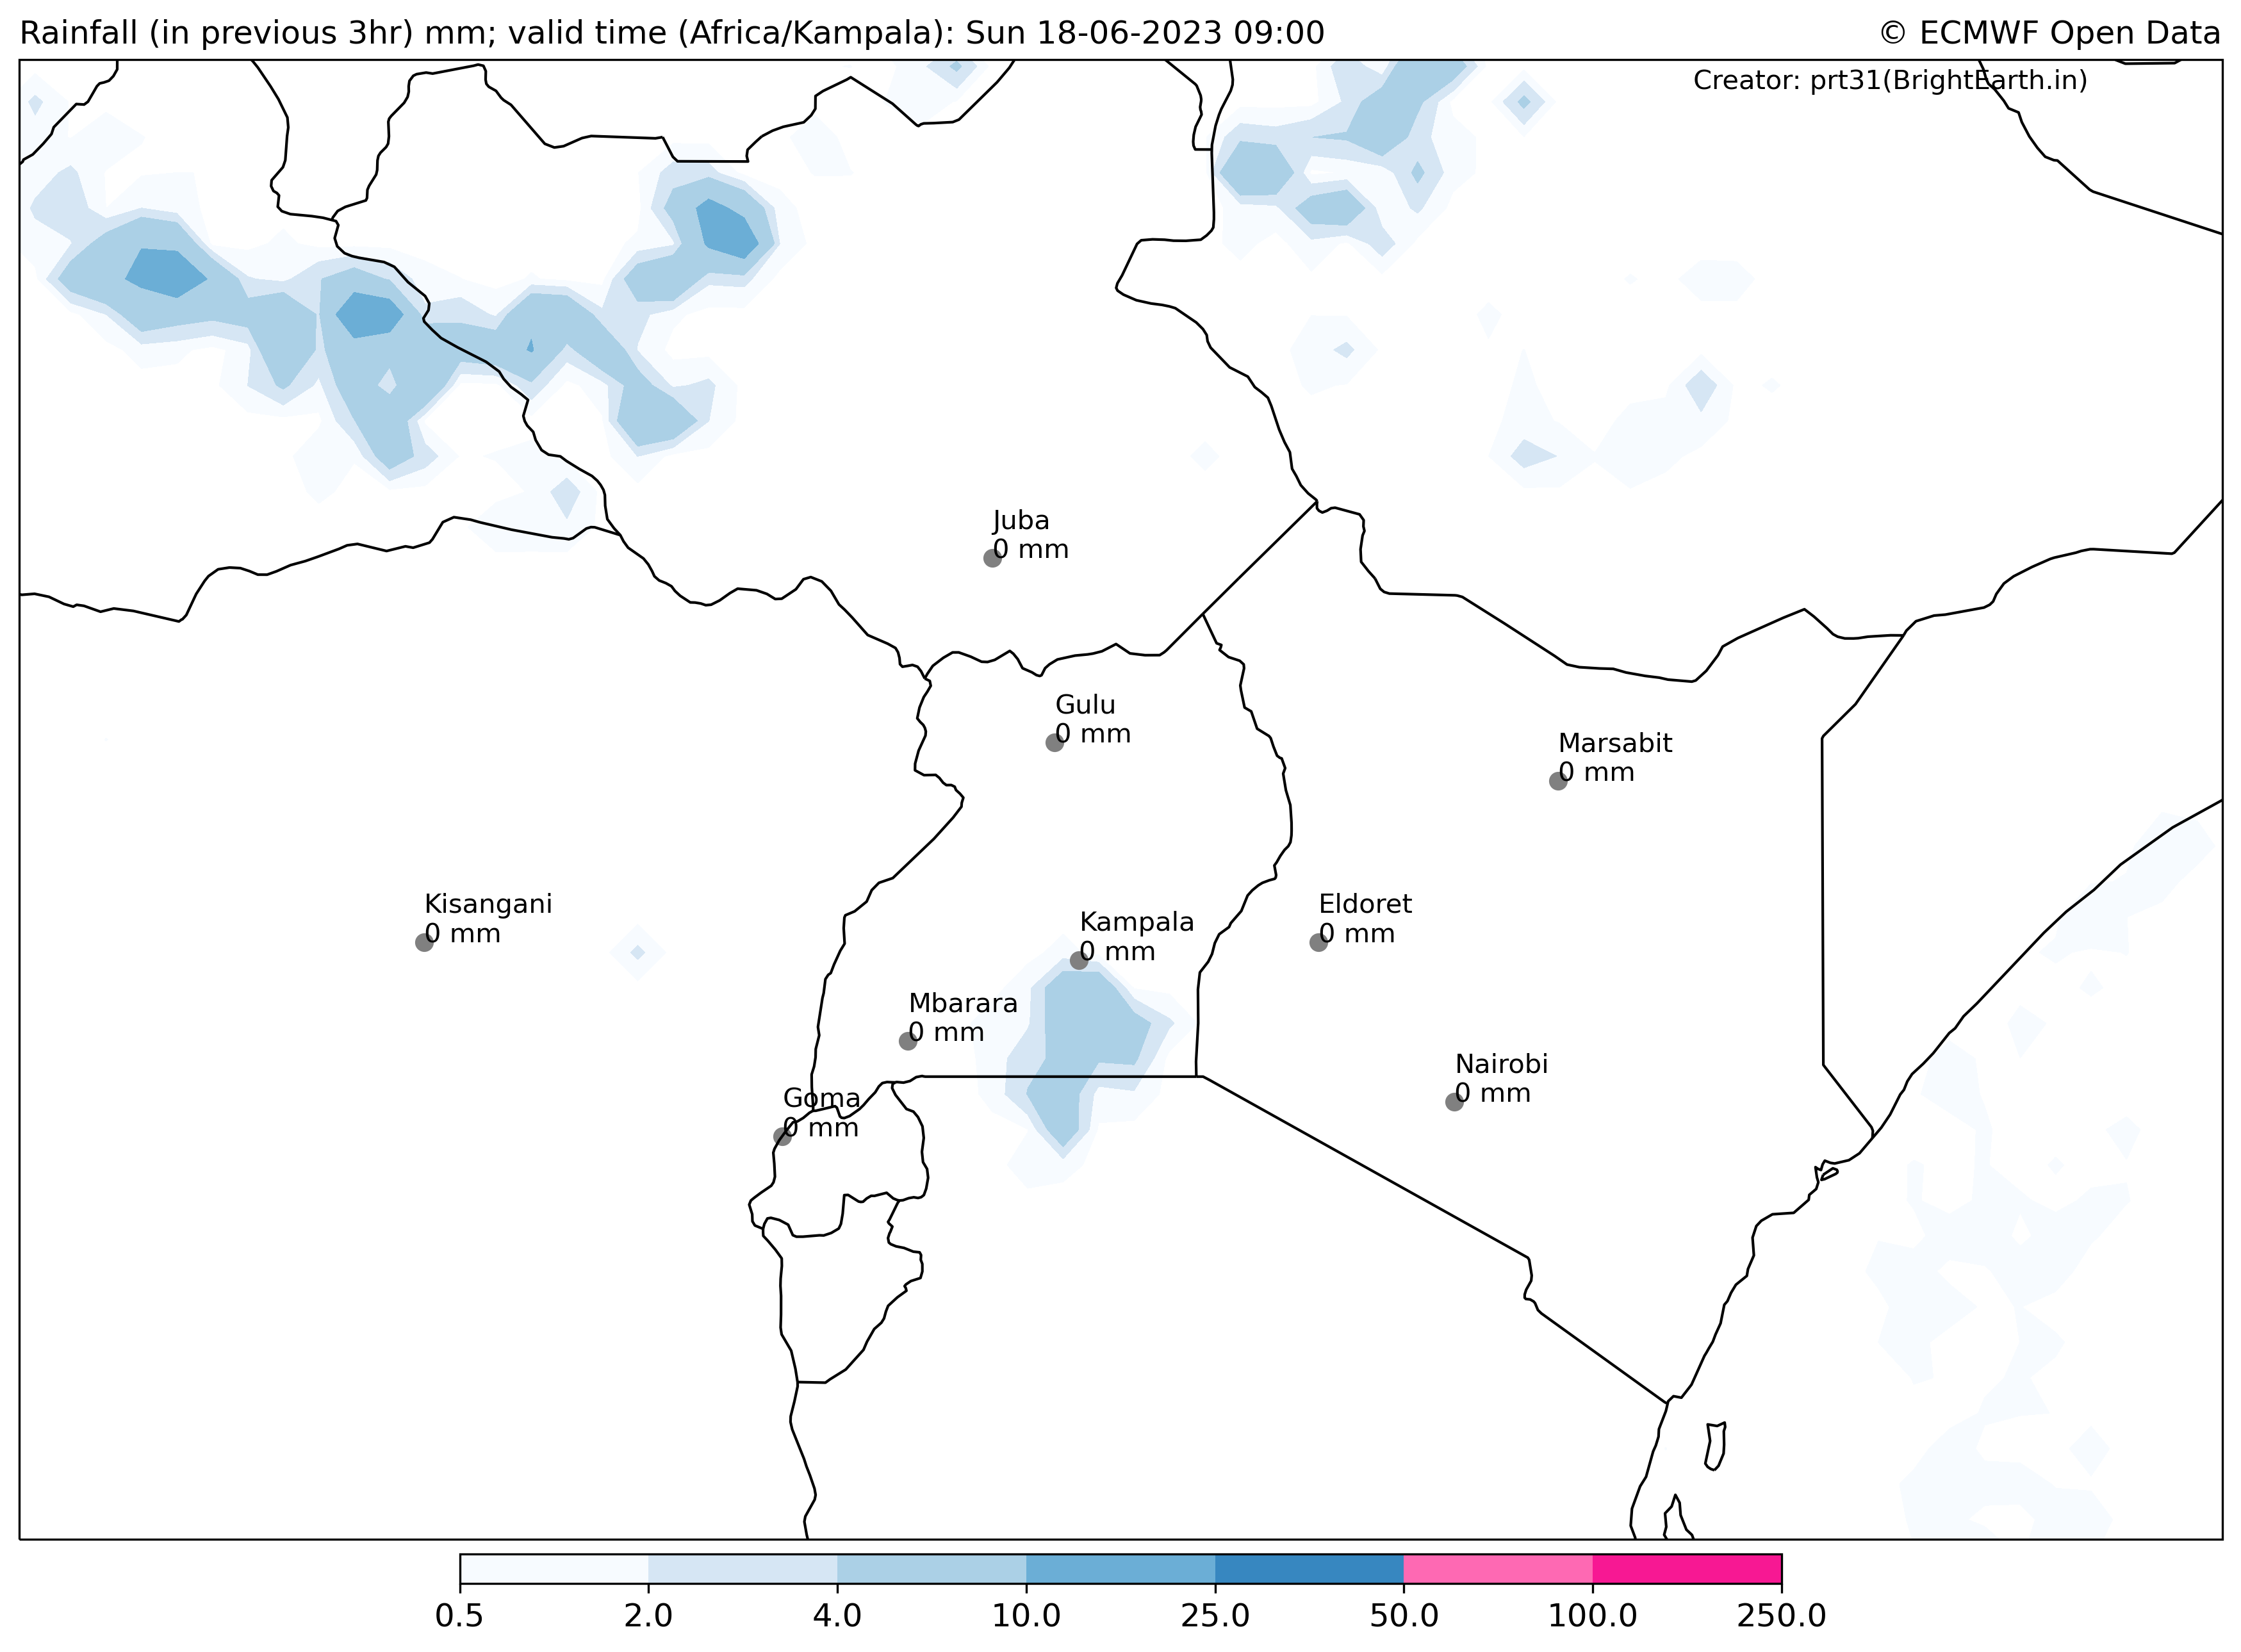 Rainfall (in previous 3hr) mm; valid time (Africa/Kampala): Sun 18-06-2023 09:00
© ECMWF Open Data
Creator: prt31(BrightEarth.in)
Juba
0 mm
Gulu
0 mm
Marsabit
0 mm
Kisangani
0 mm
Kampala
0 mm
Eldoret
0 mm
Mbarara
0 mm
Nairobi
0 mm
Goma
0 mm
0.5 2.0 4.0 10.0 25.0 50.0 100.0 250.0